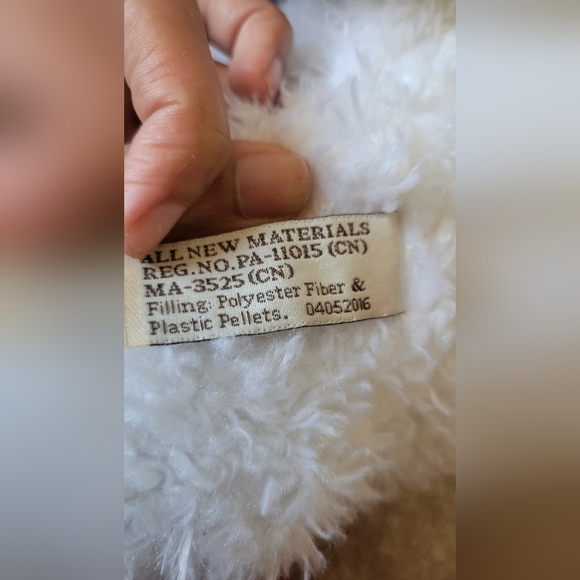 ALL NEW MATERIALS
REG.NO.PA-11015 (CN)
MA-3525 (CN)
Filling: Polyester Fiber &
Plastic Pellets. 04052016